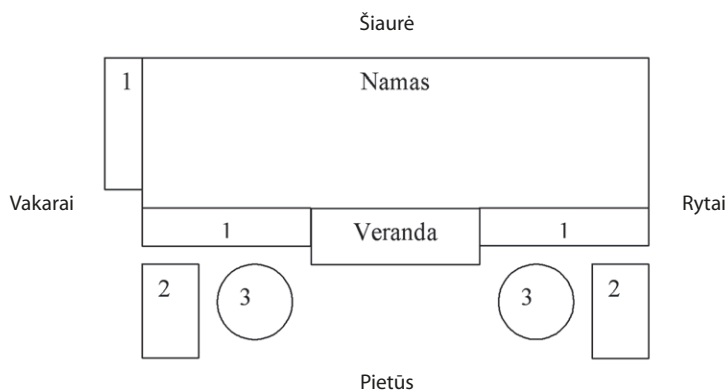 Šiaurė
1 Namas
Vakarai Rytai
1 Veranda 1
2 3 3 2
Pietūs